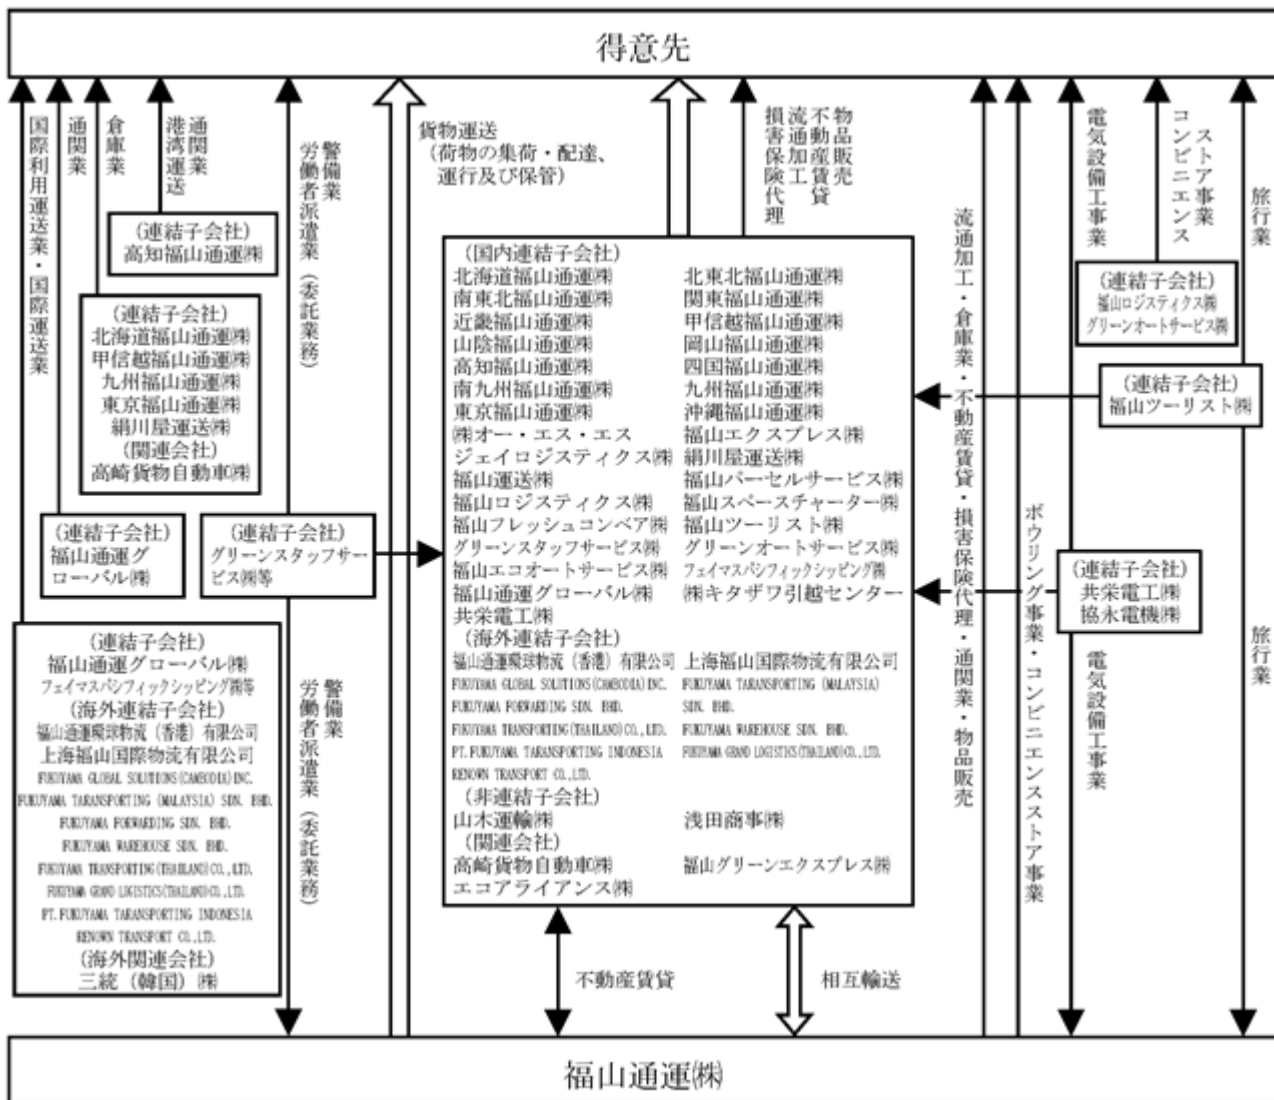 得意先
国際利用運送業・国際運送業
通関業
倉庫業
通関業
港湾運送
警備業
労働者派遣業(委託業務)
貨物運送
(荷物の集荷・配達、
運行及び保管)
物品販売
不動産賃貸
流通加工
損害保険代理
流通加工・倉庫業・不動産賃貸・損害保険代理・通関業・物品販売
ボウリング事業・コンビニエンスストア事業
電気設備工事業
コンビニエンス
ストア事業
旅行業
(連結子会社)
高知福山通運㈱
(連結子会社)
北海道福山通運㈱
甲信越福山通運㈱
九州福山通運㈱
東京福山通運㈱
絹川屋運送㈱
(関連会社)
高崎貨物自動車㈱
(連結子会社)
福山通運グ
ローバル㈱
(連結子会社)
グリーンスタッフサー
ビス㈱等
(連結子会社)
福山通運グローバル㈱
フェイマスパシフィックシッピング㈱等
(海外連結子会社)
福山通運環球物流(香港)有限公司
上海福山国際物流有限公司
FUKUYAMA GLOBAL SOLUTIONS(CAMBODIA)INC.
FUKUYAMA TARANSPORTING (MALAYSIA) SDN. BHD.
FUKUYAMA FORWARDING SDN. BHD.
FUKUYAMA WAREHOUSE SDN. BHD.
FUKUYAMA TRANSPORTING(THAILAND)CO.,LTD.
FUKUYAMA GRAND LOGISTICS(THAILAND)CO.,LTD.
PT.FUKUYAMA TARANSPORTING INDONESIA
RENOWN TRANSPORT CO.,LTD.
(海外関連会社)
三統(韓国)㈱
警備業
労働者派遣業(委託業務)
(国内連結子会社)
北海道福山通運㈱ 北東北福山通運㈱
南東北福山通運㈱ 関東福山通運㈱
近畿福山通運㈱ 甲信越福山通運㈱
山陰福山通運㈱ 岡山福山通運㈱
高知福山通運㈱ 四国福山通運㈱
南九州福山通運㈱ 九州福山通運㈱
東京福山通運㈱ 沖縄福山通運㈱
㈱オー・エス・エス 福山エクスプレス㈱
ジェイロジスティクス㈱ 絹川屋運送㈱
福山運送㈱ 福山パーセルサービス㈱
福山ロジスティクス㈱ 福山スペースチャーター㈱
福山フレッシュコンベア㈱ 福山ツーリスト㈱
グリーンスタッフサービス㈱ グリーンオートサービス㈱
福山エコオートサービス㈱ フェイマスパシフィックシッピング㈱
福山通運グローバル㈱ ㈱キタザワ引越センター
共栄電工㈱
(海外連結子会社)
福山通運環球物流(香港)有限公司 上海福山国際物流有限公司
FUKUYAMA GLOBAL SOLUTIONS(CAMBODIA)INC. FUKUYAMA TARANSPORTING (MALAYSIA)
FUKUYAMA FORWARDING SDN. BHD. SDN. BHD.
FUKUYAMA TRANSPORTING(THAILAND)CO.,LTD. FUKUYAMA WAREHOUSE SDN. BHD.
PT.FUKUYAMA TARANSPORTING INDONESIA FUKUYAMA GRAND LOGISTICS(THAILAND)CO.,LTD.
RENOWN TRANSPORT CO.,LTD.
(非連結子会社)
山木運輸㈱ 浅田商事㈱
(関連会社)
高崎貨物自動車㈱ 福山グリーンエクスプレス㈱
エコアライアンス㈱
(連結子会社)
福山ロジスティクス㈱
グリーンオートサービス㈱
(連結子会社)
福山ツーリスト㈱
(連結子会社)
共栄電工㈱
協永電機㈱
電気設備工事業
旅行業
不動産賃貸
相互輸送
福山通運㈱